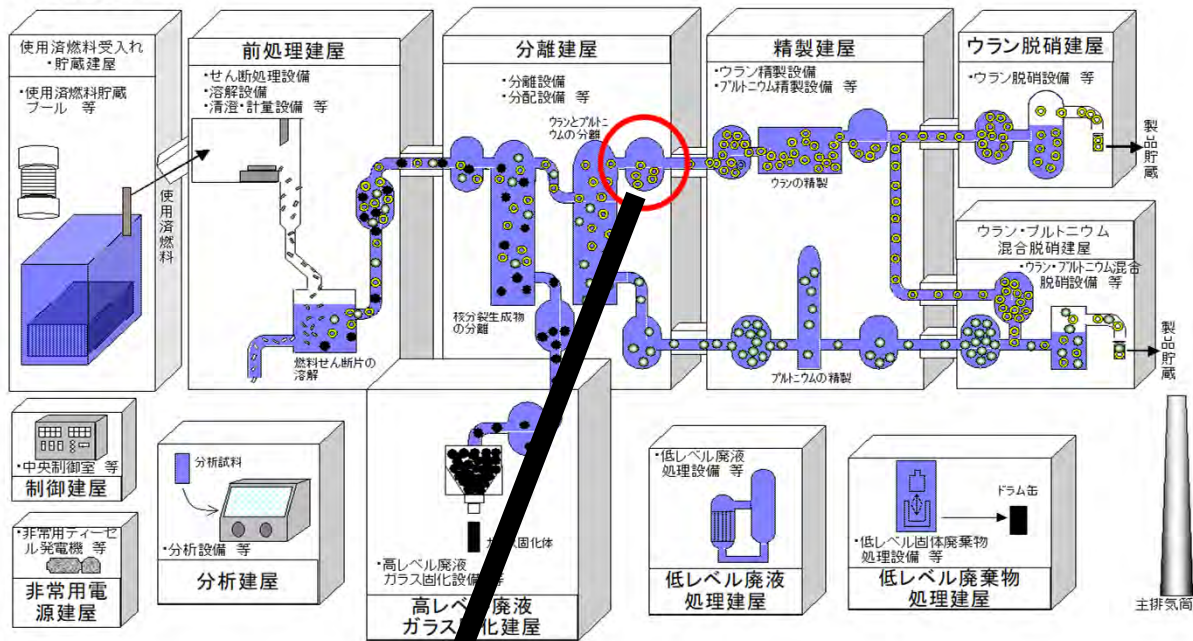 使用済燃料受入れ
・貯蔵建屋
・使用済燃料貯蔵
プール 等
使用済燃料
前処理建屋
・せん断処理設備
・溶解設備
・清澄・計量設備 等
燃料せん断片の
溶解
分離建屋
・分離設備
・分配設備 等
ウランとプルトニ
ウムの分離
核分裂生成物
の分離
精製建屋
・ウラン精製設備
・プルトニウム精製設備 等
ウランの精製
プルトニウムの精製
ウラン脱硝建屋
・ウラン脱硝設備 等
製品貯蔵
ウラン・プルトニウム
混合脱硝建屋
・ウラン・プルトニウム混合
脱硝設備 等
製品貯蔵
・中央制御室 等
制御建屋
・非常用ディーゼ
ル発電機 等
非常用電
源建屋
分析試料
・分析設備 等
分析建屋
ガラス固化体
・高レベル廃液
ガラス固化設備 等
高レベル廃液
ガラス固化建屋
・低レベル廃液
処理設備 等
低レベル廃液
処理建屋
ドラム缶
・低レベル固体廃棄物
処理設備 等
低レベル廃棄物
処理建屋
主排気筒